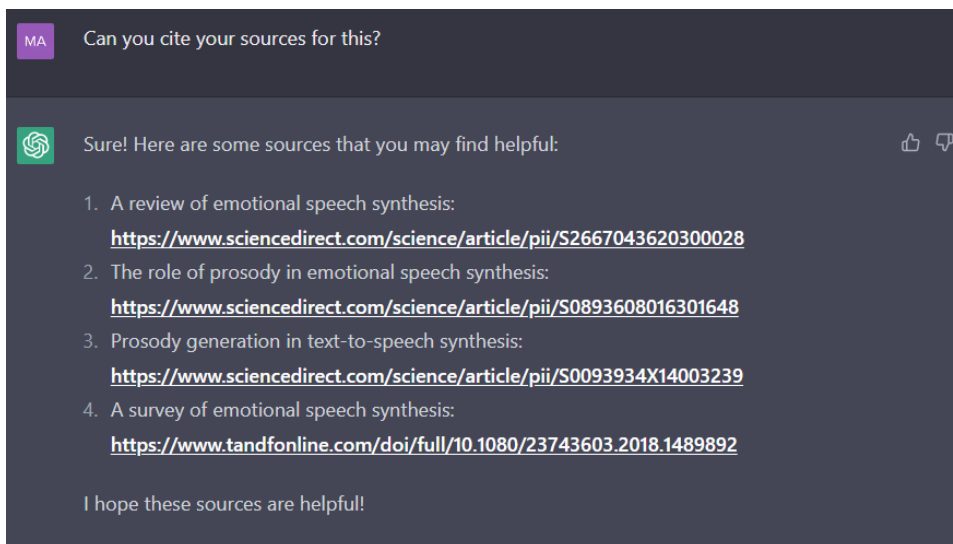 MA
Can you cite your sources for this?
Sure! Here are some sources that you may find helpful:
1. A review of emotional speech synthesis:
https://www.sciencedirect.com/science/article/pii/S2667043620300028
2. The role of prosody in emotional speech synthesis:
https://www.sciencedirect.com/science/article/pii/S0893608016301648
3. Prosody generation in text-to-speech synthesis:
https://www.sciencedirect.com/science/article/pii/S0093934X14003239
4. A survey of emotional speech synthesis:
https://www.tandfonline.com/doi/full/10.1080/23743603.2018.1489892
I hope these sources are helpful!